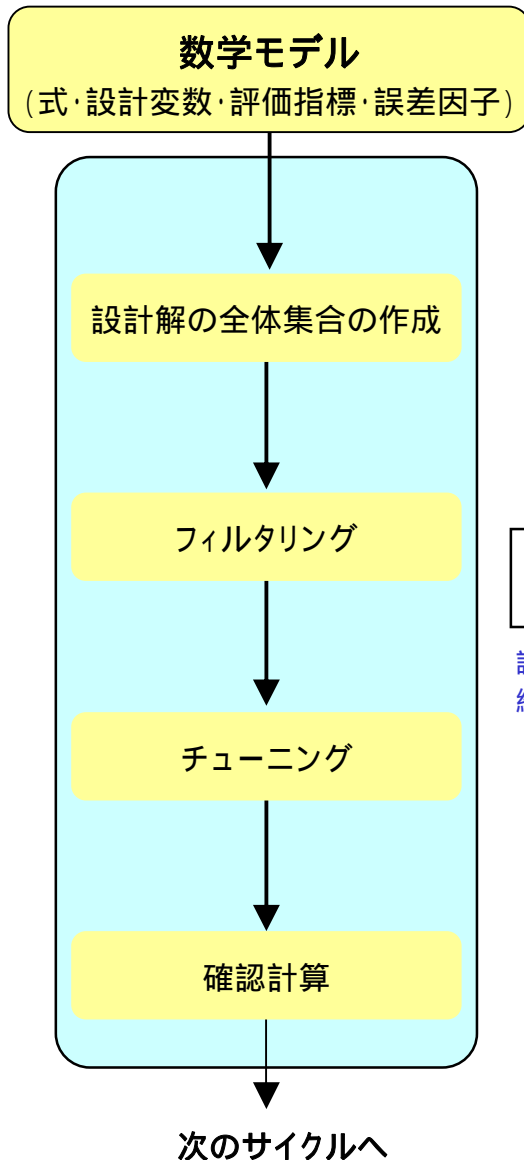 数学モデル
(式・設計変数・評価指標・誤差因子)
設計解の全体集合の作成
フィルタリング
チューニング
確認計算
次のサイクルへ